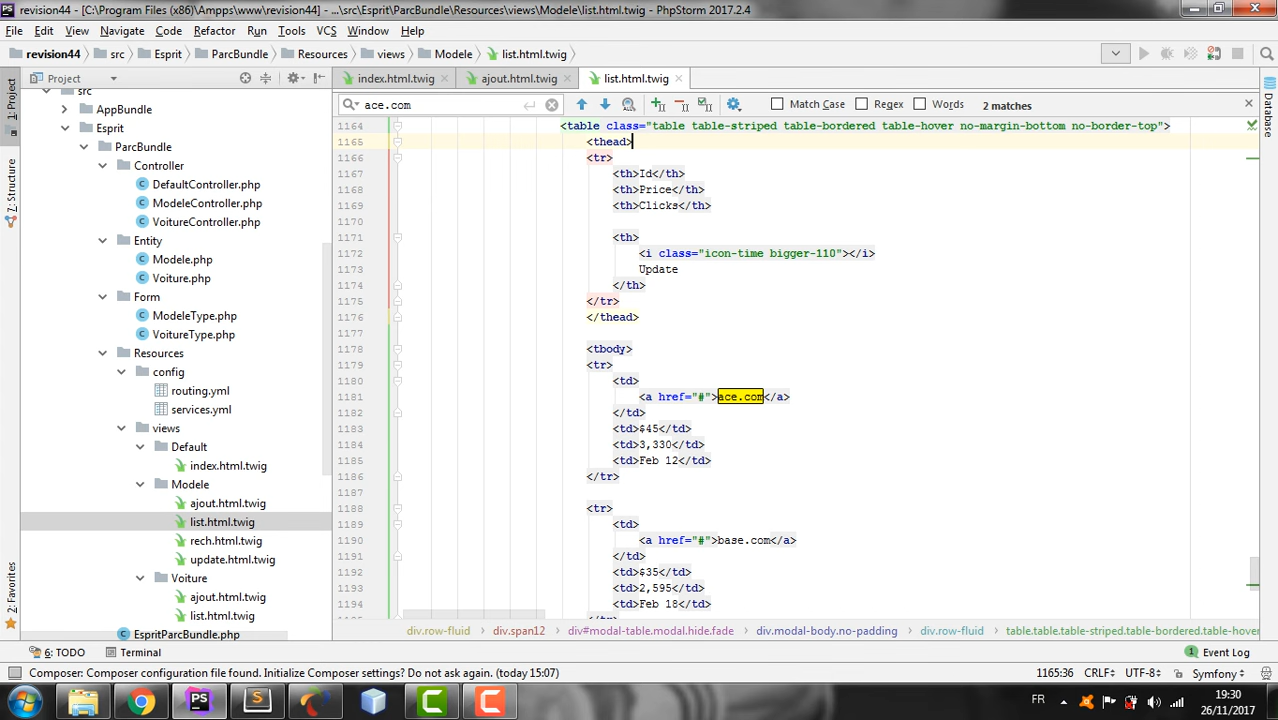 revision44 - [C:\Program Files (x86)\Ampps\www\revision44] - ...\src\Esprit\ParcBundle\Resources\views\Modele\list.html.twig - PhpStorm 2017.2.4
File Edit View Navigate Code Refactor Run Tools VCS Window Help
revision44 src Esprit ParcBundle Resources views Modele list.html.twig
Project index.html.twig ajout.html.twig list.html.twig
ace.com Match Case Regex Words 2 matches
1: Project
7: Structure
2: Favorites
Database
src
AppBundle
Esprit
ParcBundle
Controller
DefaultController.php
ModeleController.php
VoitureController.php
Entity
Modele.php
Voiture.php
Form
ModeleType.php
VoitureType.php
Resources
config
routing.yml
services.yml
views
Default
index.html.twig
Modele
ajout.html.twig
list.html.twig
rech.html.twig
update.html.twig
Voiture
ajout.html.twig
list.html.twig
EspritParcBundle.php
1164 <table class="table table-striped table-bordered table-hover no-margin-bottom no-border-top">
1165 <thead>
1166 <tr>
1167 <th>Id</th>
1168 <th>Price</th>
1169 <th>Clicks</th>
1170
1171 <th>
1172 <i class="icon-time bigger-110"></i>
1173 Update
1174 </th>
1175 </tr>
1176 </thead>
1177
1178 <tbody>
1179 <tr>
1180 <td>
1181 <a href="#">ace.com</a>
1182 </td>
1183 <td>$45</td>
1184 <td>3,330</td>
1185 <td>Feb 12</td>
1186 </tr>
1187
1188 <tr>
1189 <td>
1190 <a href="#">base.com</a>
1191 </td>
1192 <td>$35</td>
1193 <td>2,595</td>
1194 <td>Feb 18</td>
div.row-fluid div.span12 div#modal-table.modal.hide.fade div.modal-body.no-padding div.row-fluid table.table.table-striped.table-bordered.table-hover
6: TODO Terminal Event Log
Composer: Composer configuration file found. Initialize Composer settings? Do not ask again. (today 15:07) 1165:36 CRLF UTF-8 Symfony
PS FR 19:30
26/11/2017